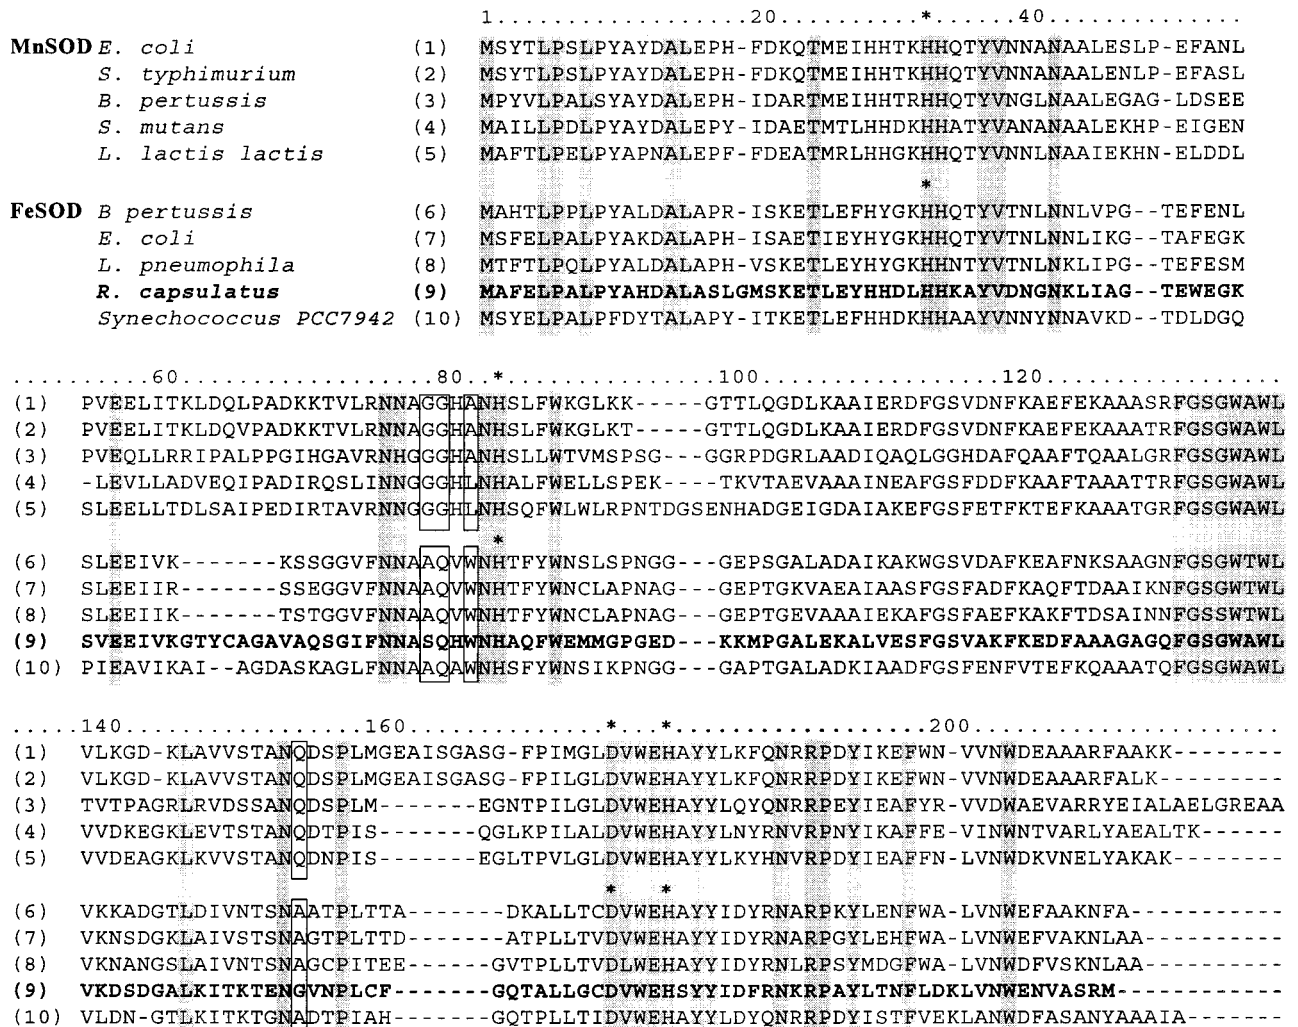 1..................20..........*.......40...............
MnSOD E. coli (1) MSYTLPSLPYAYDALEPH-FDKQTMEIHHTKHHQTYVNNANAALESLP-EFANL
S. typhimurium (2) MSYTLPSLPYAYDALEPH-FDKQTMEIHHTKHHQTYVNNANAALENLP-EFASL
B. pertussis (3) MPYVLPALSYAYDALEPH-IDARTMEIHHTRHHQTYVNGLNAALEGAG-LDSEE
S. mutans (4) MAILLPDLPYAYDALEPY-IDAETMTLHHDKHHATYVANANAALEKHP-EIGEN
L. lactis lactis (5) MAFTLPELPYAPNALEPF-FDEATMRLHHGKHHQTYVNNLNAAIEKHN-ELDDL
*
FeSOD B pertussis (6) MAHTLPPLPYALDALAPR-ISKETLEFHYGKHHQTYVTNLNNLVPG--TEFENL
E. coli (7) MSFELPALPYAKDALAPH-ISAETIEYHYGKHHQTYVTNLNNLIKG--TAFEGK
L. pneumophila (8) MTFTLPQLPYALDALAPH-VSKETLEYHYGKHHNTYVTNLNKLIPG--TEFESM
R. capsulatus (9) MAFELPALPYAHDALASLGMSKETLEYHHDLHHKAYVDNGNKLIAG--TEWEGK
Synechococcus PCC7942 (10) MSYELPALPFDYTALAPY-ITKETLEFHHDKHHAAYVNNYNNAVKD--TDLDGQ
..........60..................80..*...............100.................120..................
(1) PVEELITKLDQLPADKKTVLRNNAGGHANHSLFWKGLKK-----GTTLQGDLKAAIERDFGSVDNFKAEFEKAAASRFGSGWAWL
(2) PVEELITKLDQVPADKKTVLRNNAGGHANHSLFWKGLKT-----GTTLQGDLKAAIERDFGSVDNFKAEFEKAAATRFGSGWAWL
(3) PVEQLLRRIPALPPGIHGAVRNHGGGHANHSLLWTVMSPSG---GGRPDGRLAADIQAQLGGHDAFQAAFTQAALGRFGSGWAWL
(4) -LEVLLADVEQIPADIRQSLINNGGGHLNHALFWELLSPEK----TKVTAEVAAAINEAFGSFDDFKAAFTAAATTRFGSGWAWL
(5) SLEELLTDLSAIPEDIRTAVRNNGGGHLNHSQFWLWLRPNTDGSENHADGEIGDAIAKEFGSFETFKTEFKAAATGRFGSGWAWL
*
(6) SLEEIVK-------KSSGGVFNNAAQVWNHTFYWNSLSPNGG---GEPSGALADAIKAKWGSVDAFKEAFNKSAAGNFGSGWTWL
(7) SLEEIIR-------SSEGGVFNNAAQVWNHTFYWNCLAPNAG---GEPTGKVAEAIAASFGSFADFKAQFTDAAIKNFGSGWTWL
(8) SLEEIIK-------TSTGGVFNNAAQVWNHTFYWNCLAPNAG---GEPTGEVAAAIEKAFGSFAEFKAKFTDSAINNFGSSWTWL
(9) SVEEIVKGTYCAGAVAQSGIFNNASQHWNHAQFWEMMGPGED---KKMPGALEKALVESFGSVAKFKEDFAAAGAGQFGSGWAWL
(10) PIEAVIKAI--AGDASKAGLFNNAAQAWNHSFYWNSIKPNGG---GAPTGALADKIAADFGSFENFVTEFKQAAATQFGSGWAWL
.....140.................160...............*...*..................200......................
(1) VLKGD-KLAVVSTANQDSPLMGEAISGASG-FPIMGLDVWEHAYYLKFQNRRPDYIKEFWN-VVNWDEAAARFAAKK--------
(2) VLKGD-KLAVVSTANQDSPLMGEAISGASG-FPILGLDVWEHAYYLKFQNRRPDYIKEFWN-VVNWDEAAARFALK---------
(3) TVTPAGRLRVDSSANQDSPLM-------EGNTPILGLDVWEHAYYLQYQNRRPEYIEAFYR-VVDWAEVARRYEIALAELGREAA
(4) VVDKEGKLEVTSTANQDTPIS-------QGLKPILALDVWEHAYYLNYRNVRPNYIKAFFE-VINWNTVARLYAEALTK------
(5) VVDEAGKLKVVSTANQDNPIS-------EGLTPVLGLDVWEHAYYLKYHNVRPDYIEAFFN-LVNWDKVNELYAKAK--------
* *
(6) VKKADGTLDIVNTSNAATPLTTA-------DKALLTCDVWEHAYYIDYRNARPKYLENFWA-LVNWEFAAKNFA-----------
(7) VKNSDGKLAIVSTSNAGTPLTTD-------ATPLLTVDVWEHAYYIDYRNARPGYLEHFWA-LVNWEFVAKNLAA----------
(8) VKNANGSLAIVNTSNAGCPITEE-------GVTPLLTVDLWEHAYYIDYRNLRPSYMDGFWA-LVNWDFVSKNLAA---------
(9) VKDSDGALKITKTENGVNPLCF-------GQTALLGCDVWEHSYYIDFRNKRPAYLTNFLDKLVNWENVASRM------------
(10) VLDN-GTLKITKTGNADTPIAH-------GQTPLLTIDVWEHAYYLDYQNRRPDYISTFVEKLANWDFASANYAAAIA-------